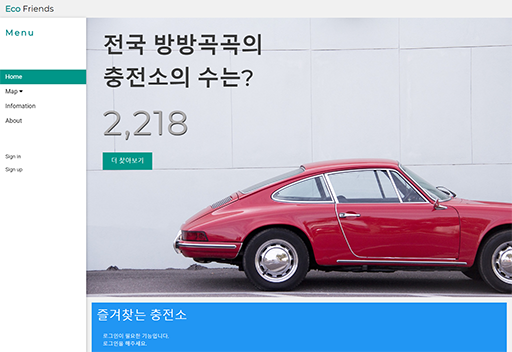 Eco Friends
Menu
Home
Map
Infomation
About
Sign in
Sign up
전국 방방곡곡의
충전소의 수는?
2,218
더 찾아보기
즐겨찾는 충전소
로그인이 필요한 기능입니다.
로그인을 해주세요.